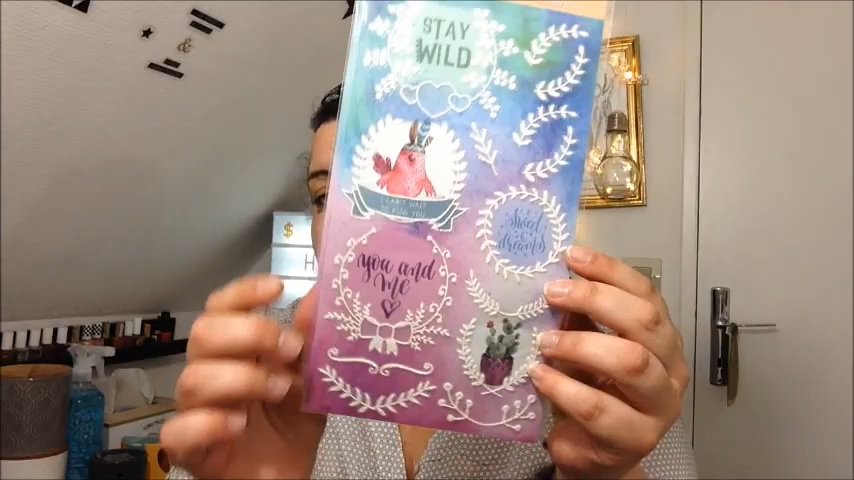 STAY
WILD
I CAN'T WAIT
TO HUG YOU
Sweet
dreams
you and
me
$
H